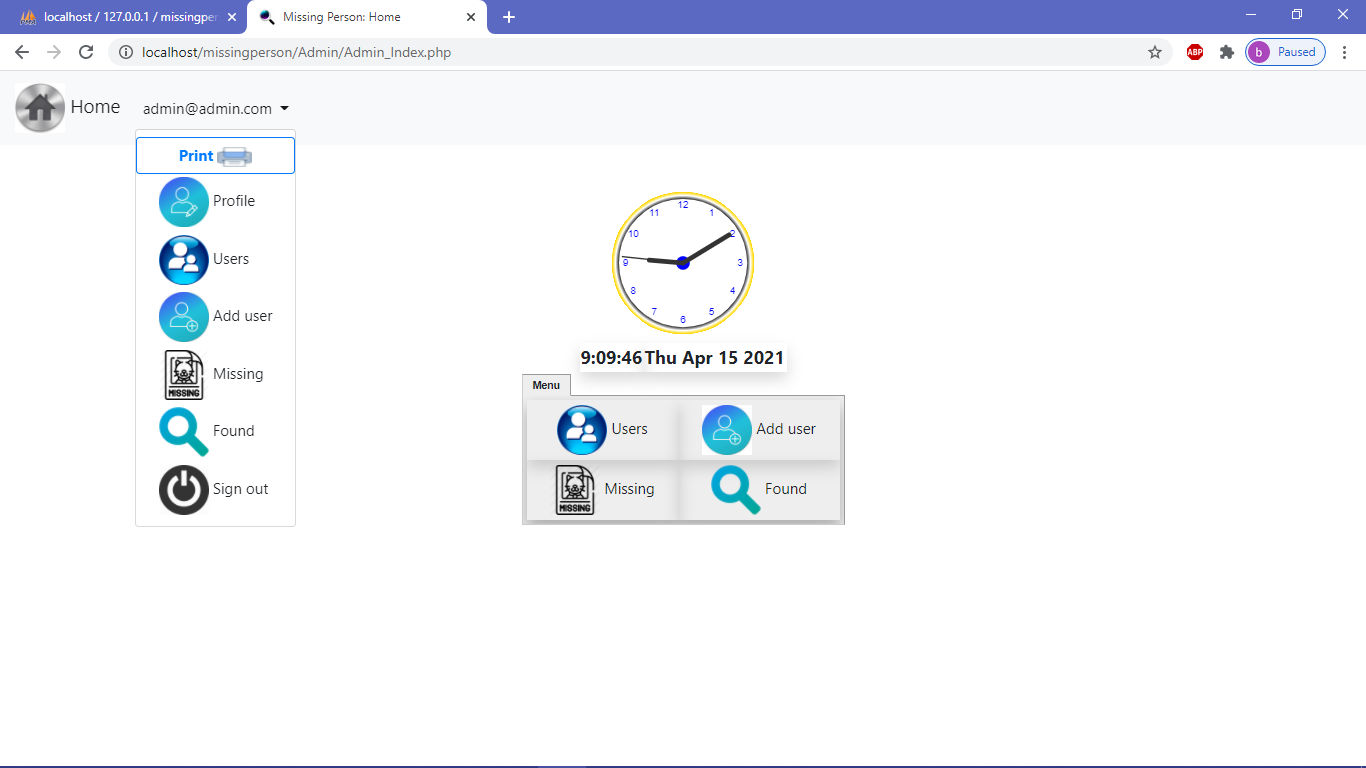 localhost / 127.0.0.1 / missingper
Missing Person: Home
localhost/missingperson/Admin/Admin_Index.php
ABP
b Paused
Home admin@admin.com
Print
Profile
Users
Add user
MISSING Missing
Found
Sign out
12
11 1
10 2
9 3
8 4
7 5
6
9:09:46 Thu Apr 15 2021
Menu
Users Add user
MISSING Missing Found